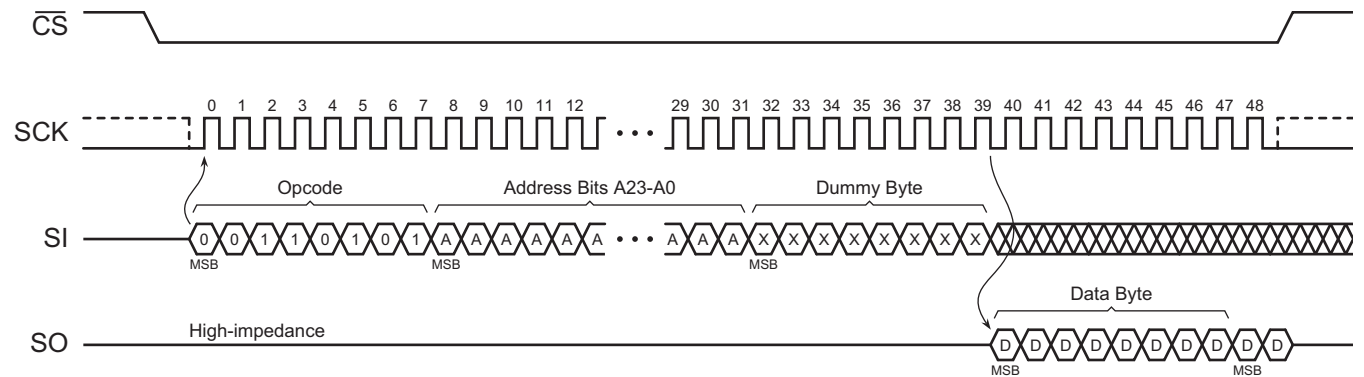 CS
0 1 2 3 4 5 6 7 8 9 10 11 12 29 30 31 32 33 34 35 36 37 38 39 40 41 42 43 44 45 46 47 48
SCK
Opcode Address Bits A23-A0 Dummy Byte
SI 0 0 1 1 0 1 0 1 A A A A A A A A A X X X X X X X X
MSB MSB MSB
Data Byte
High-impedance
SO D D D D D D D D D D
MSB MSB